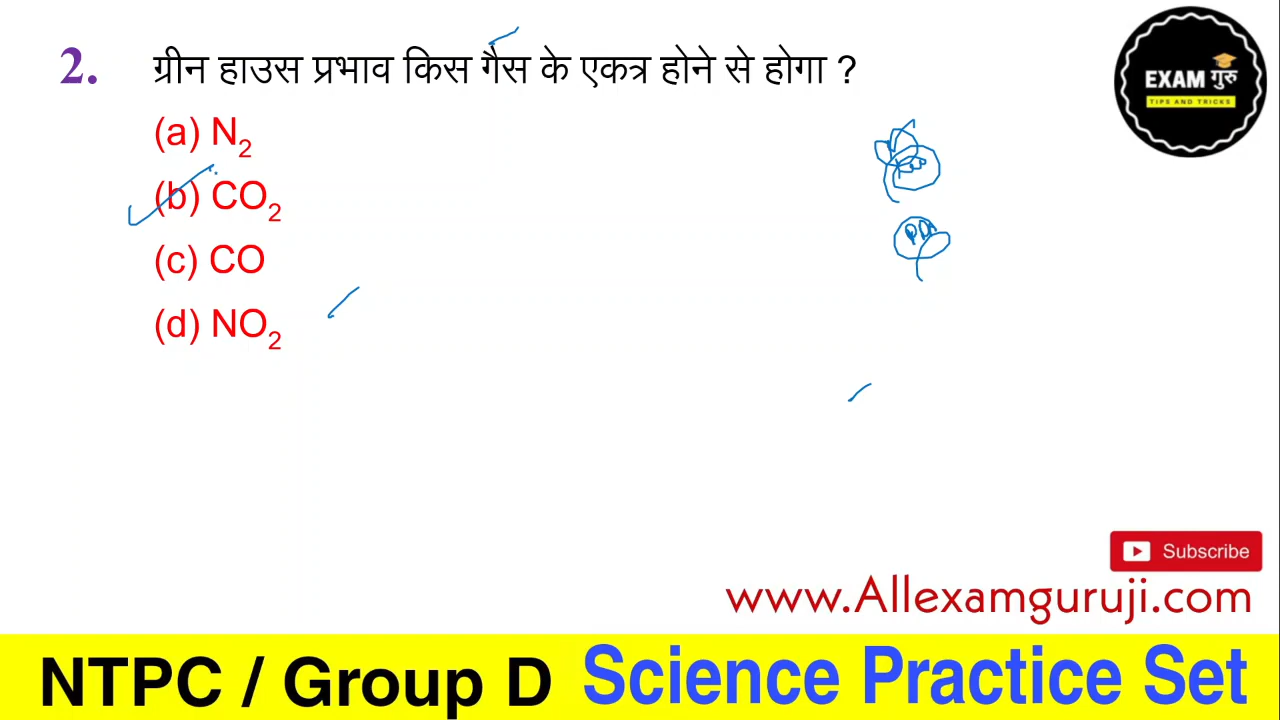 2. ग्रीन हाउस प्रभाव किस गैस के एकत्र होने से होगा ?
(a) N₂
(b) CO₂
(c) CO
(d) NO₂
EXAM गुरु
TIPS AND TRICKS
Subscribe
www.Allexamguruji.com
NTPC / Group D Science Practice Set